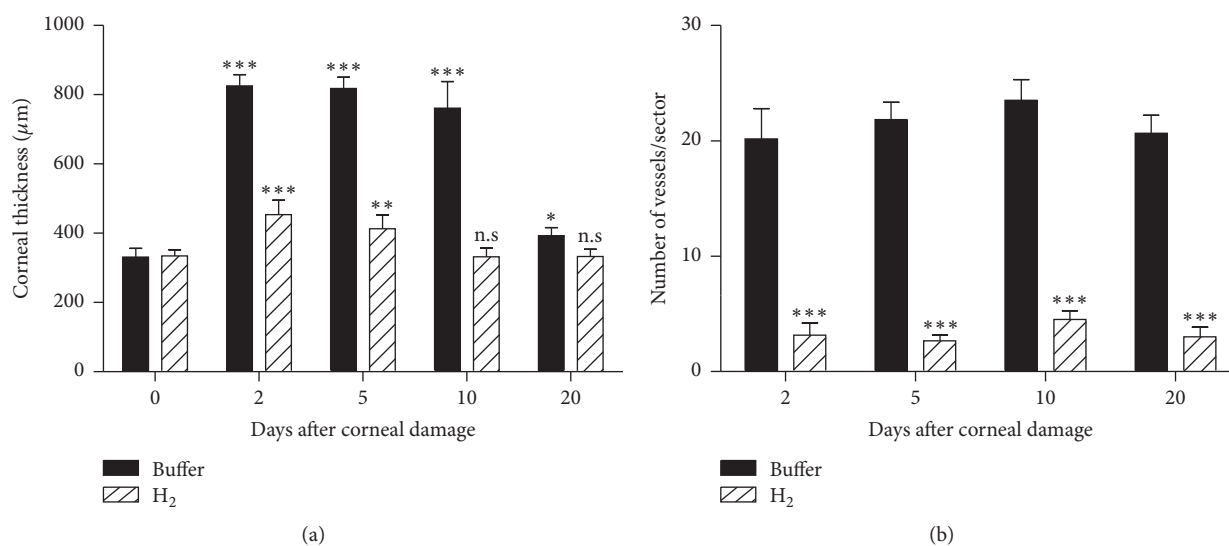 1000
800
600
400
200
0
Corneal thickness (μm)
***
***
***
***
**
n.s
*
n.s
0 2 5 10 20
Days after corneal damage
Buffer
H₂
(a)
30
20
10
0
Number of vessels/sector
***
***
***
***
2 5 10 20
Days after corneal damage
Buffer
H₂
(b)